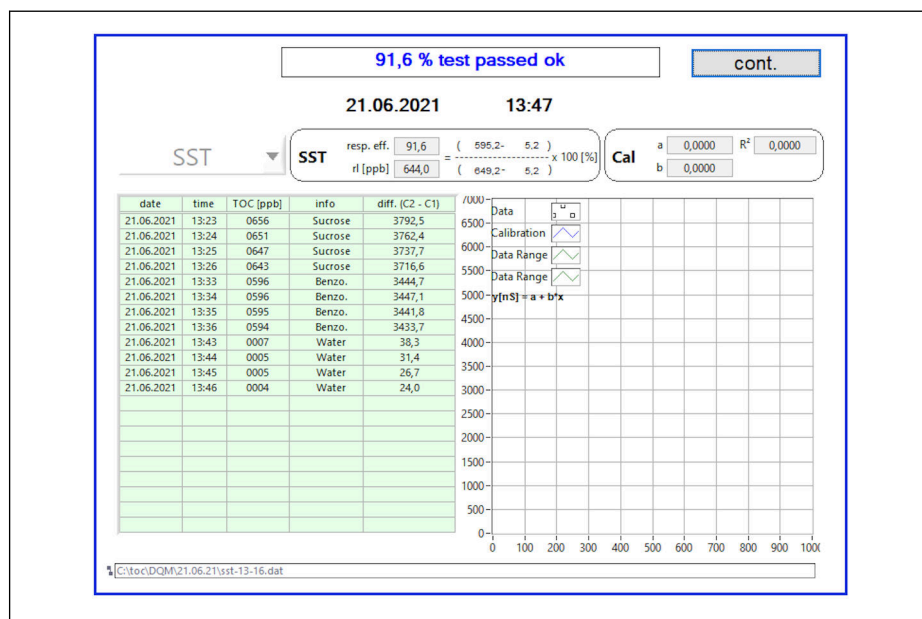 91,6 % test passed ok
cont.
21.06.2021 13:47
SST
SST
resp. eff. 91,6
rl [ppb] 644,0
= ( 595,2- 5,2 )
---------------------- x 100 [%]
( 649,2- 5,2 )
Cal
a 0,0000 R² 0,0000
b 0,0000
date time TOC [ppb] info diff. (C2 - C1)
21.06.2021 13:23 0656 Sucrose 3792,5
21.06.2021 13:24 0651 Sucrose 3762,4
21.06.2021 13:25 0647 Sucrose 3737,7
21.06.2021 13:26 0643 Sucrose 3716,6
21.06.2021 13:33 0596 Benzo. 3444,7
21.06.2021 13:34 0596 Benzo. 3447,1
21.06.2021 13:35 0595 Benzo. 3441,8
21.06.2021 13:36 0594 Benzo. 3433,7
21.06.2021 13:43 0007 Water 38,3
21.06.2021 13:44 0005 Water 31,4
21.06.2021 13:45 0005 Water 26,7
21.06.2021 13:46 0004 Water 24,0
7000
6500
6000
5500
5000
4500
4000
3500
3000
2500
2000
1500
1000
500
0
Data
Calibration
Data Range
Data Range
y[nS] = a + b*x
0 100 200 300 400 500 600 700 800 900 1000
C:\toc\DQM\21.06.21\sst-13-16.dat